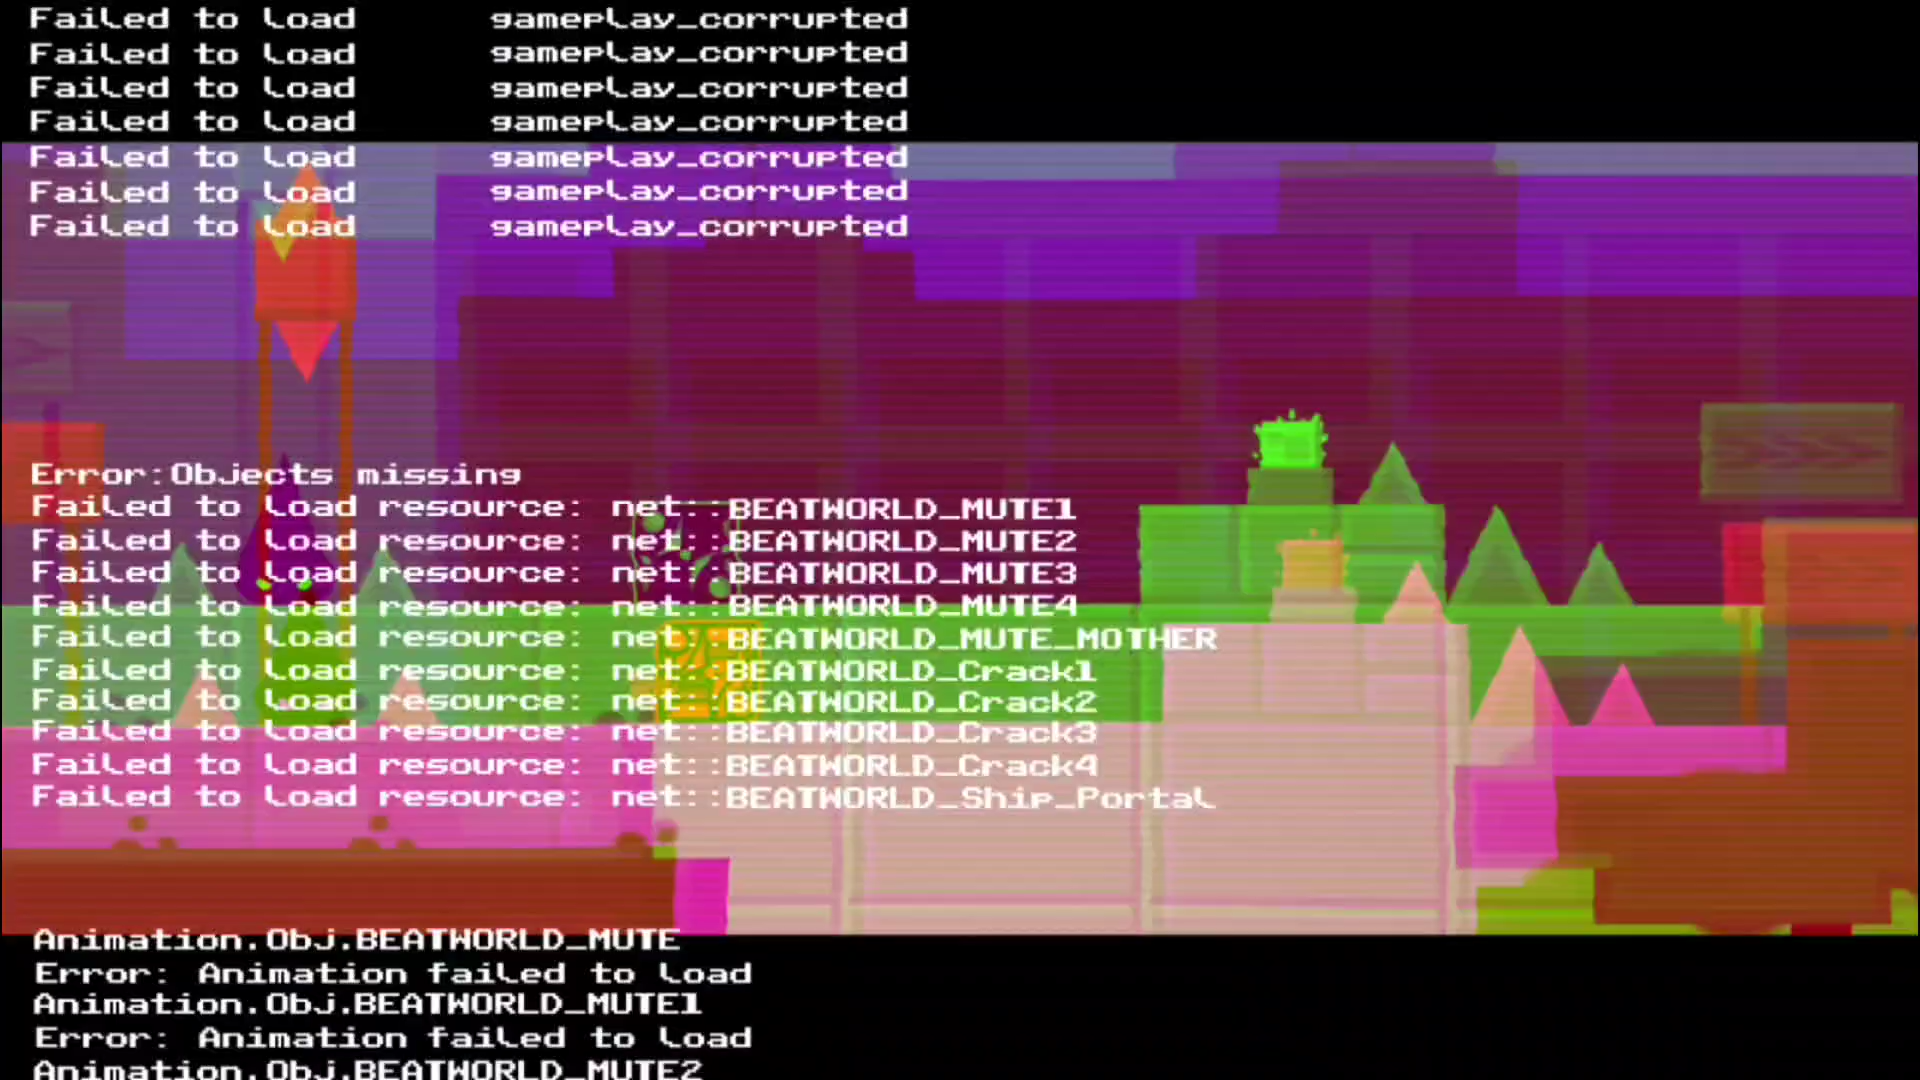 Failed to load gameplay_corrupted
Failed to load gameplay_corrupted
Failed to load gameplay_corrupted
Failed to load gameplay_corrupted
Failed to load gameplay_corrupted
Failed to load gameplay_corrupted
Failed to load gameplay_corrupted
Error:Objects missing
Failed to load resource: net::BEATWORLD_MUTE1
Failed to load resource: net::BEATWORLD_MUTE2
Failed to load resource: net::BEATWORLD_MUTE3
Failed to load resource: net::BEATWORLD_MUTE4
Failed to load resource: net::BEATWORLD_MUTE_MOTHER
Failed to load resource: net::BEATWORLD_Crack1
Failed to load resource: net::BEATWORLD_Crack2
Failed to load resource: net::BEATWORLD_Crack3
Failed to load resource: net::BEATWORLD_Crack4
Failed to load resource: net::BEATWORLD_Ship_Portal
Animation.Obj.BEATWORLD_MUTE
Error: Animation failed to load
Animation.Obj.BEATWORLD_MUTE1
Error: Animation failed to load
Animation.Obj.BEATWORLD_MUTE2